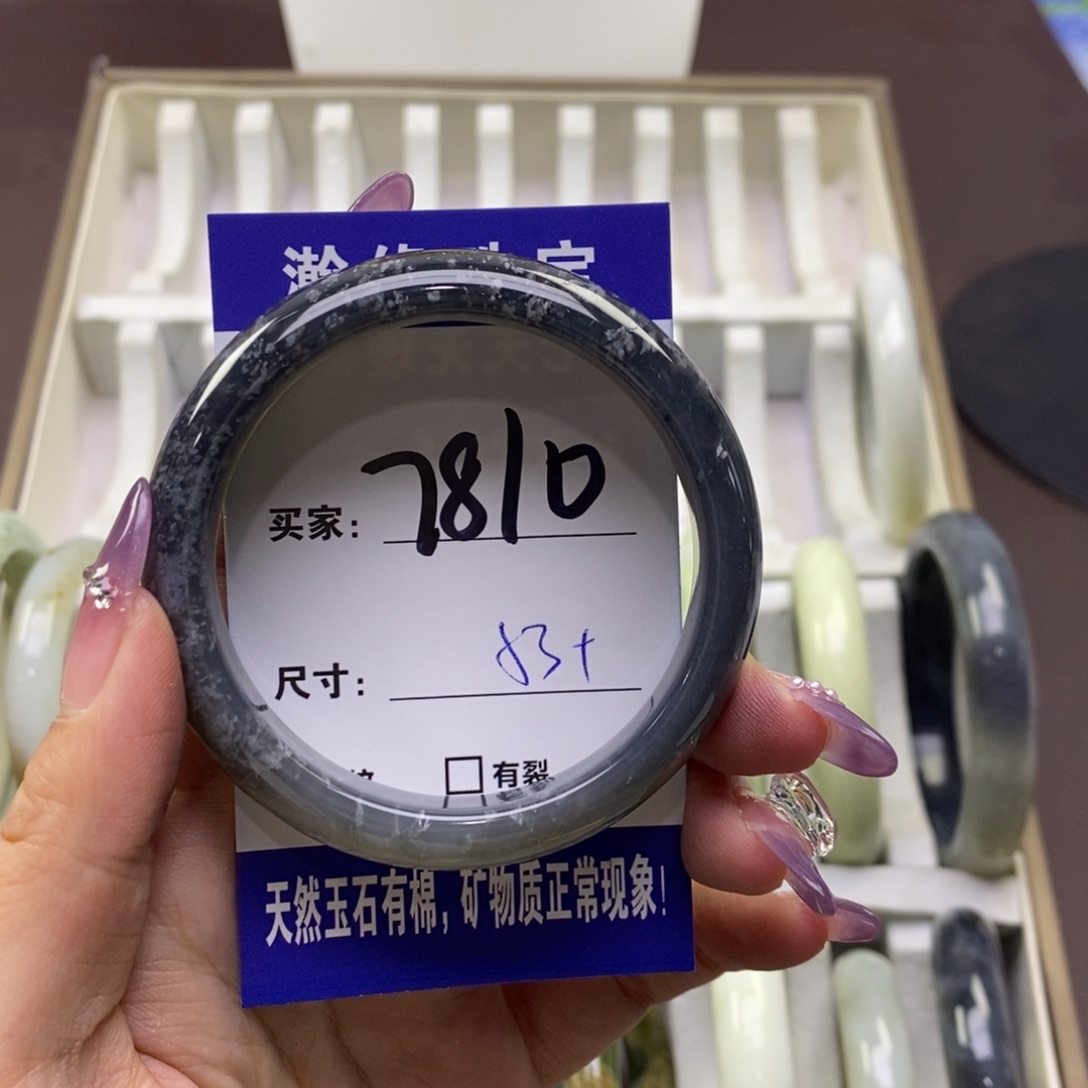 买家: 7810
尺寸: 53+
□有裂
天然玉石有棉,矿物质正常现象!